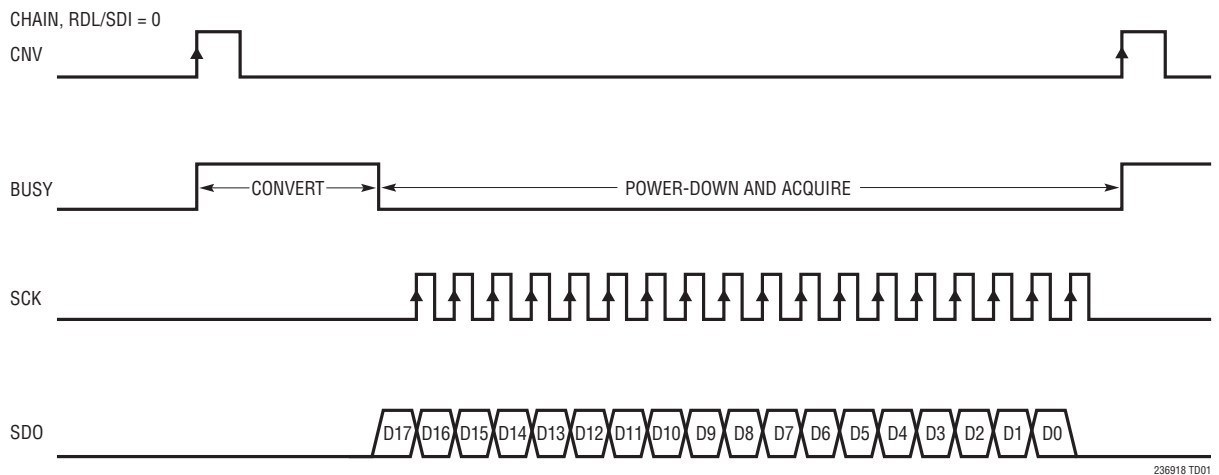 CHAIN, RDL/SDI = 0
CNV
BUSY
CONVERT
POWER-DOWN AND ACQUIRE
SCK
SDO
D17 D16 D15 D14 D13 D12 D11 D10 D9 D8 D7 D6 D5 D4 D3 D2 D1 D0
236918 TD01